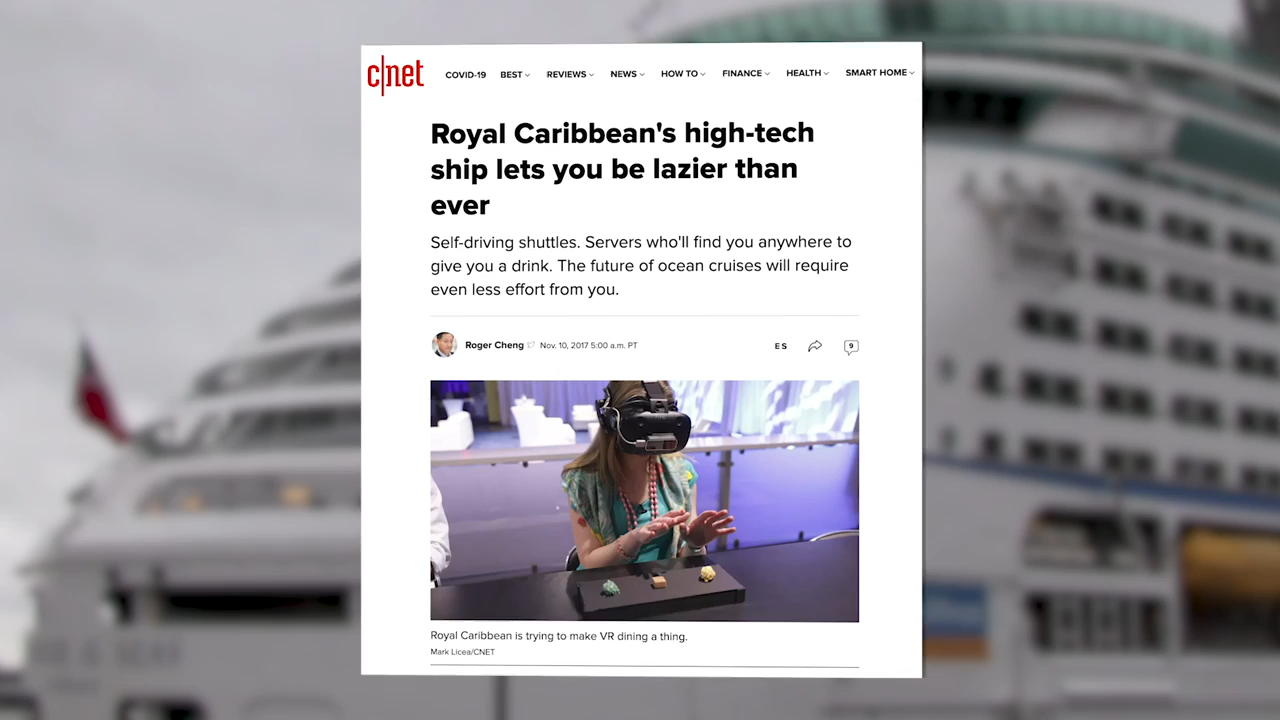 c|net
COVID-19 BEST REVIEWS NEWS HOW TO FINANCE HEALTH SMART HOME
Royal Caribbean's high-tech
ship lets you be lazier than
ever
Self-driving shuttles. Servers who'll find you anywhere to
give you a drink. The future of ocean cruises will require
even less effort from you.
Roger Cheng Nov. 10, 2017 5:00 a.m. PT
ES
9
Royal Caribbean is trying to make VR dining a thing.
Mark Licea/CNET